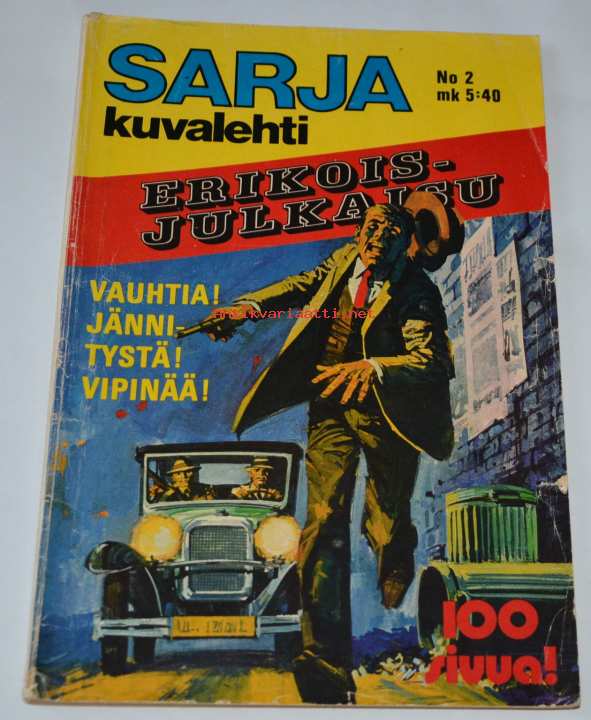 SARJA
kuvalehti
No 2
mk 5:40
ERIKOIS-
JULKAISU
VAUHTIA!
JÄNNI-
TYSTÄ!
VIPINÄÄ!
antikvariaatti.net
100
sivua!